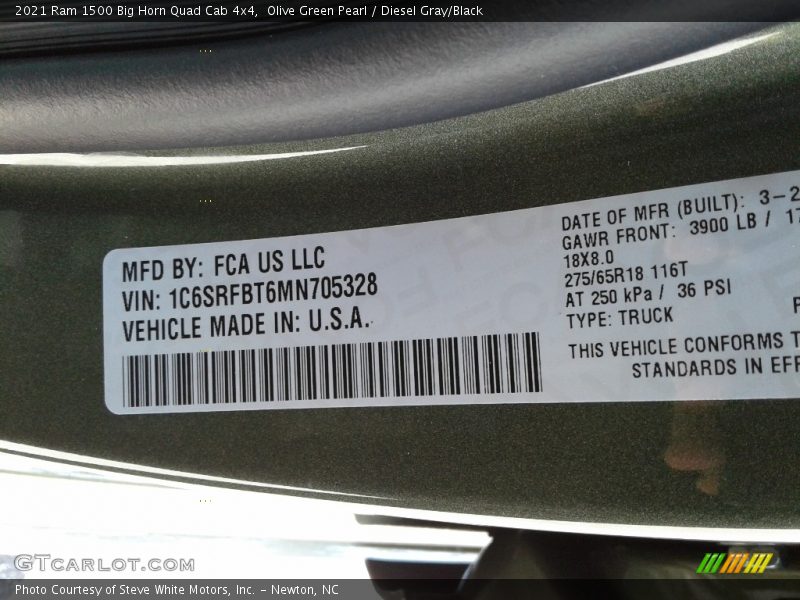 2021 Ram 1500 Big Horn Quad Cab 4x4,  Olive Green Pearl / Diesel Gray/Black
MFD BY: FCA US LLC
VIN: 1C6SRFBT6MN705328
VEHICLE MADE IN: U.S.A.
DATE OF MFR (BUILT): 3-2
GAWR FRONT: 3900 LB / 17
18X8.0
275/65R18 116T
AT 250 kPa / 36 PSI
TYPE: TRUCK
THIS VEHICLE CONFORMS T
STANDARDS IN EFF
GTCARLOT.COM
Photo Courtesy of Steve White Motors, Inc. – Newton, NC